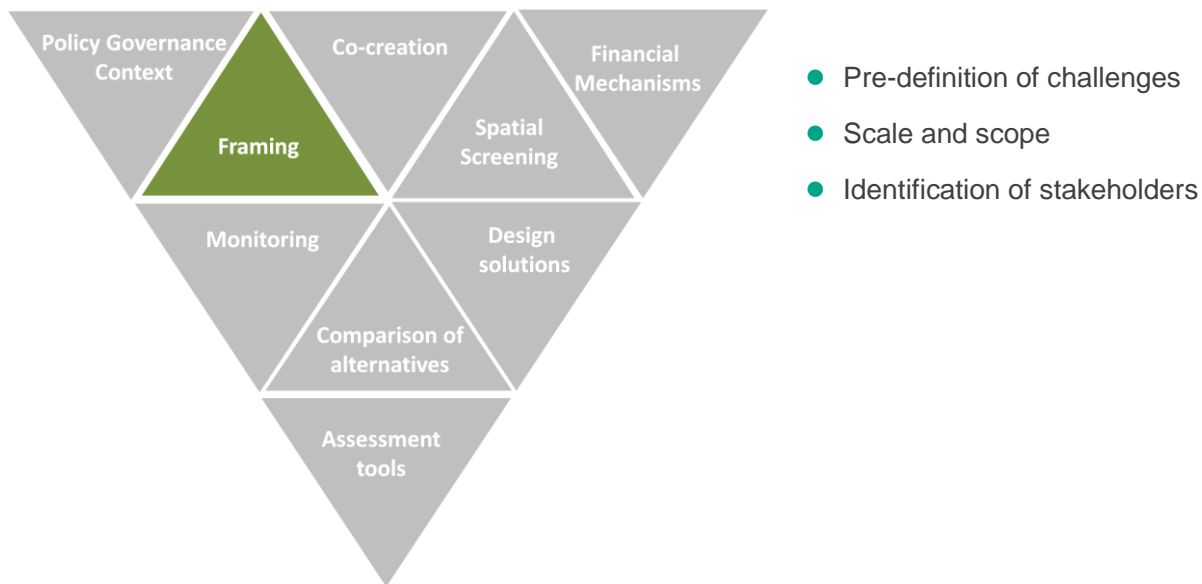 Policy Governance
Context
Framing
Co-creation
Spatial
Screening
Financial
Mechanisms
Monitoring
Comparison of
alternatives
Design
solutions
Assessment
tools
Pre-definition of challenges
Scale and scope
Identification of stakeholders